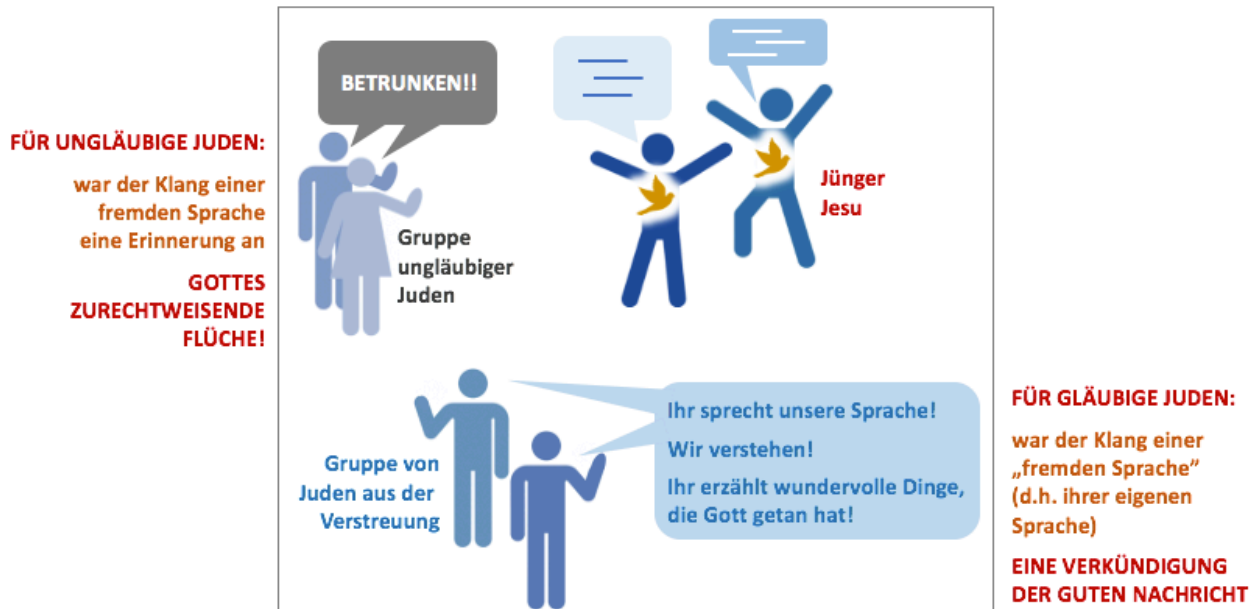 BETRUNKEN!!
FÜR UNGLÄUBIGE JUDEN:
war der Klang einer
fremden Sprache
eine Erinnerung an
GOTTES
ZURECHTWEISENDE
FLÜCHE!
Gruppe
ungläubiger
Juden
Jünger
Jesu
Gruppe von
Juden aus der
Verstreuung
Ihr sprecht unsere Sprache!
Wir verstehen!
Ihr erzählt wundervolle Dinge,
die Gott getan hat!
FÜR GLÄUBIGE JUDEN:
war der Klang einer
„fremden Sprache”
(d.h. ihrer eigenen
Sprache)
EINE VERKÜNDIGUNG
DER GUTEN NACHRICHT